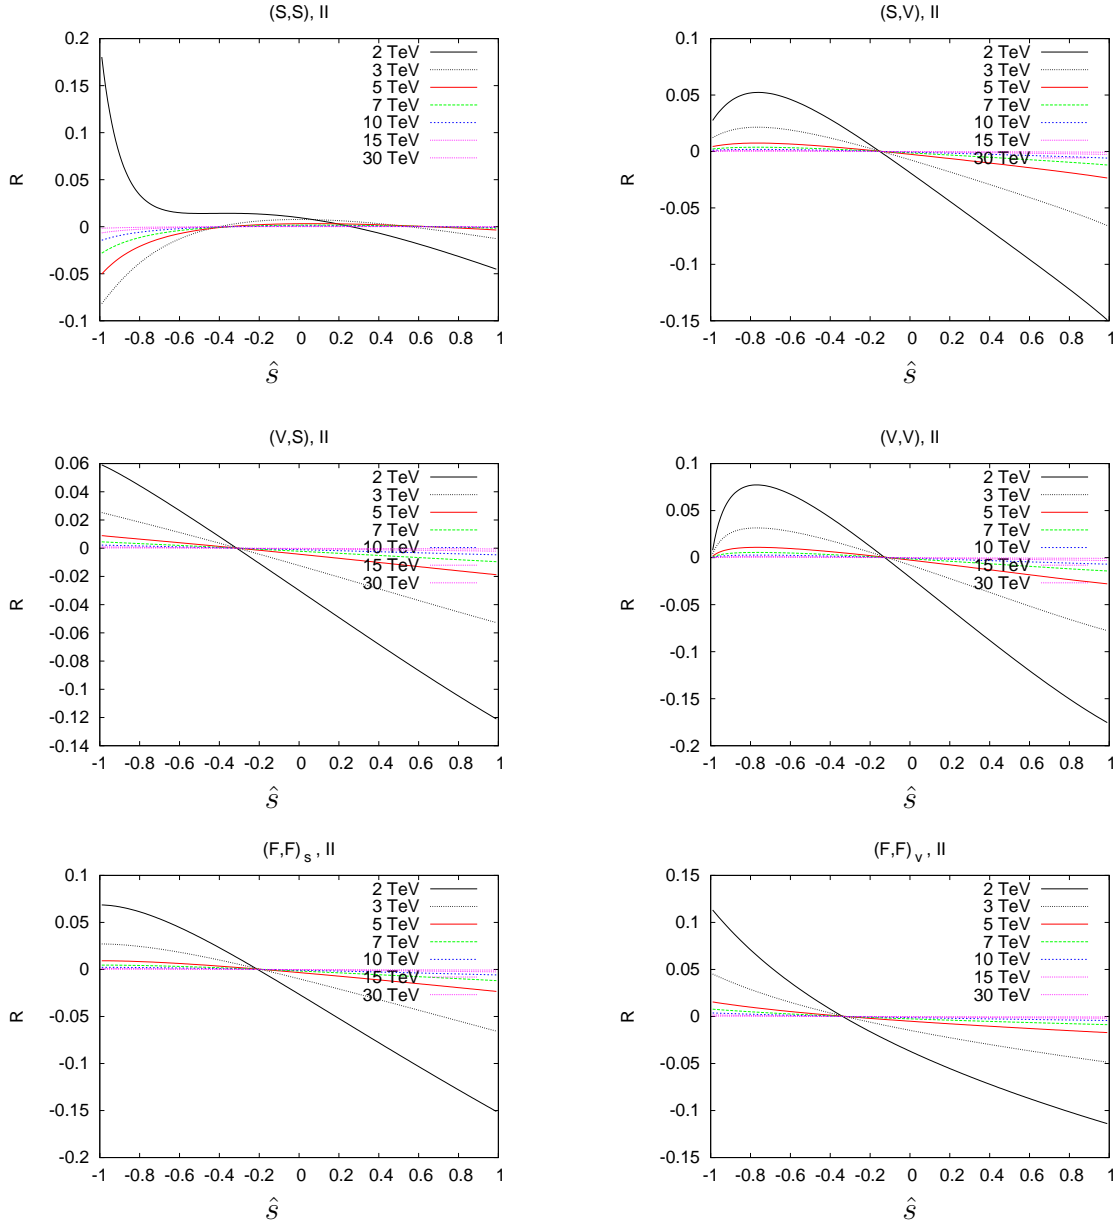 (S,S), II
0.2
0.15
0.1
0.05
0
-0.05
-0.1
R
2 TeV
3 TeV
5 TeV
7 TeV
10 TeV
15 TeV
30 TeV
-1 -0.8 -0.6 -0.4 -0.2 0 0.2 0.4 0.6 0.8 1
ŝ
(S,V), II
0.1
0.05
0
-0.05
-0.1
-0.15
R
2 TeV
3 TeV
5 TeV
7 TeV
10 TeV
15 TeV
30 TeV
-1 -0.8 -0.6 -0.4 -0.2 0 0.2 0.4 0.6 0.8 1
ŝ
(V,S), II
0.06
0.04
0.02
0
-0.02
-0.04
-0.06
-0.08
-0.1
-0.12
-0.14
R
2 TeV
3 TeV
5 TeV
7 TeV
10 TeV
15 TeV
30 TeV
-1 -0.8 -0.6 -0.4 -0.2 0 0.2 0.4 0.6 0.8 1
ŝ
(V,V), II
0.1
0.05
0
-0.05
-0.1
-0.15
-0.2
R
2 TeV
3 TeV
5 TeV
7 TeV
10 TeV
15 TeV
30 TeV
-1 -0.8 -0.6 -0.4 -0.2 0 0.2 0.4 0.6 0.8 1
ŝ
(F,F)s , II
0.1
0.05
0
-0.05
-0.1
-0.15
-0.2
R
2 TeV
3 TeV
5 TeV
7 TeV
10 TeV
15 TeV
30 TeV
-1 -0.8 -0.6 -0.4 -0.2 0 0.2 0.4 0.6 0.8 1
ŝ
(F,F)v , II
0.15
0.1
0.05
0
-0.05
-0.1
-0.15
R
2 TeV
3 TeV
5 TeV
7 TeV
10 TeV
15 TeV
30 TeV
-1 -0.8 -0.6 -0.4 -0.2 0 0.2 0.4 0.6 0.8 1
ŝ